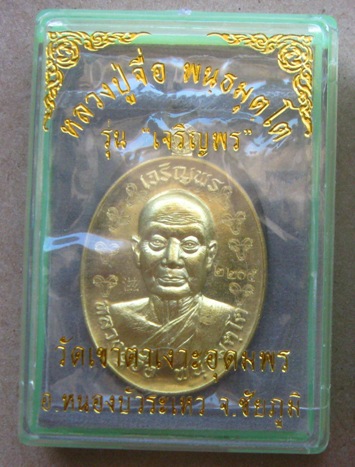 หลวงปู่จื่อ พนฺธมุตฺโต
รุ่น "เจริญพร"
เจริญพร
๒๒๐๕
วัดเขาตาเงาะอุดมพร
อ.หนองบัวระเหว จ.ชัยภูมิ